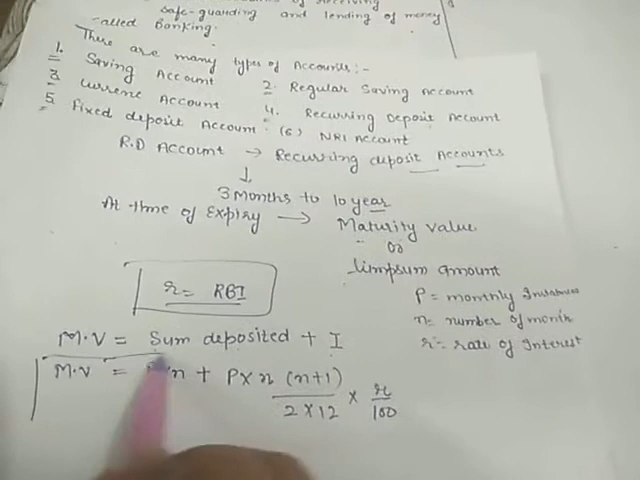 safe-guarding and lending of money
called Banking.
There are many types of Accounts:-
1. Saving Account 2. Regular Saving Account
3. Current Account 4. Recurring Deposit Account
5. Fixed deposit Account. (6) NRI Account
R.D Account → Recurring deposit Accounts
↓
3 Months to 10 year
At time of Expiry → Maturity value
or
limpsum amount
r = RBI
P = monthly
n = number of month
r = rate of Interest
M.V = Sum deposited + I
M.V = n + P×n (n+1)/2×12 × r/100